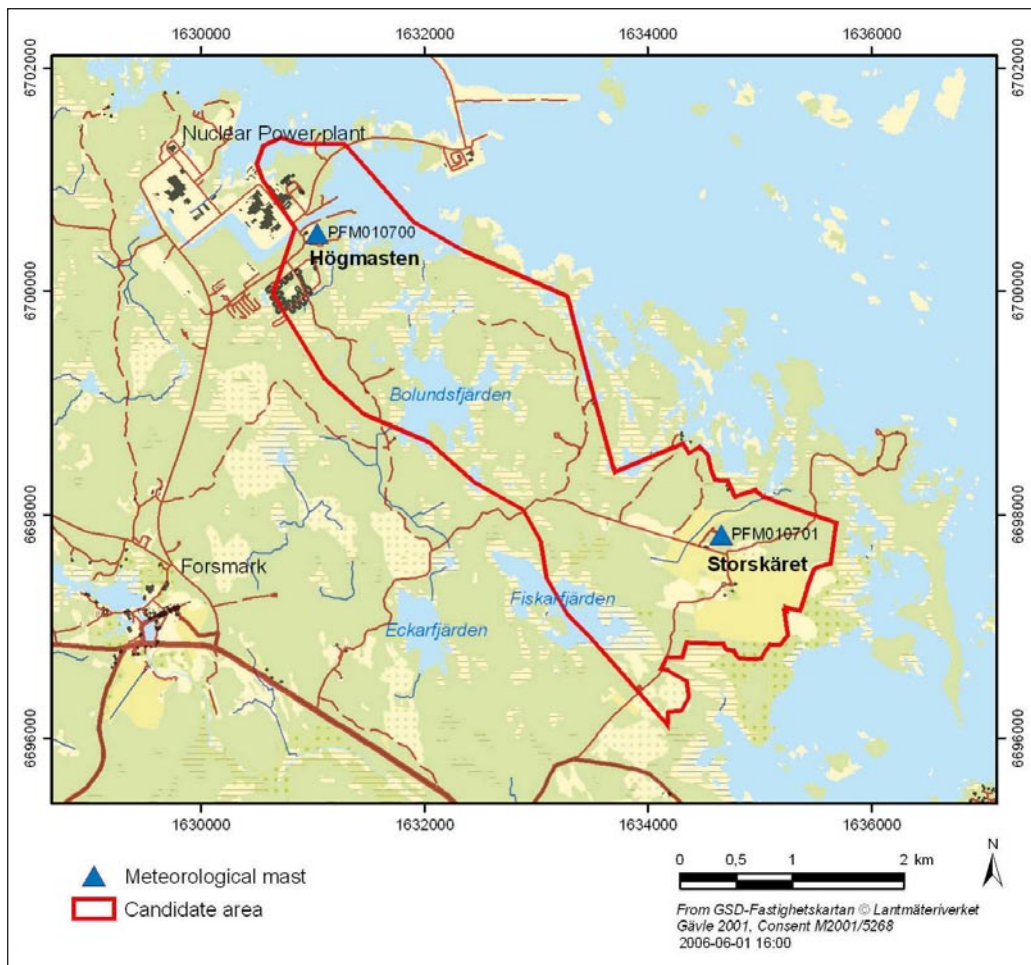 1630000 1632000 1634000 1636000
6702000 6702000
Nuclear Power plant
PFM010700
Högmasten
6700000 6700000
Bolundsfjärden
6698000 6698000
PFM010701
Storskäret
Forsmark
Fiskarfjärden
Eckarfjärden
6696000 6696000
1630000 1632000 1634000 1636000
Meteorological mast
Candidate area
0 0,5 1 2 km
N
From GSD-Fastighetskartan © Lantmäteriverket
Gävle 2001, Consent M2001/5268
2006-06-01 16:00